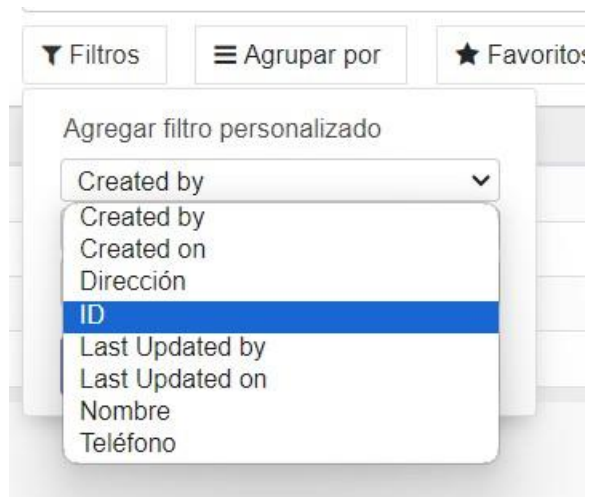 Filtros Agrupar por Favoritos
Agregar filtro personalizado
Created by
Created by
Created on
Dirección
ID
Last Updated by
Last Updated on
Nombre
Teléfono